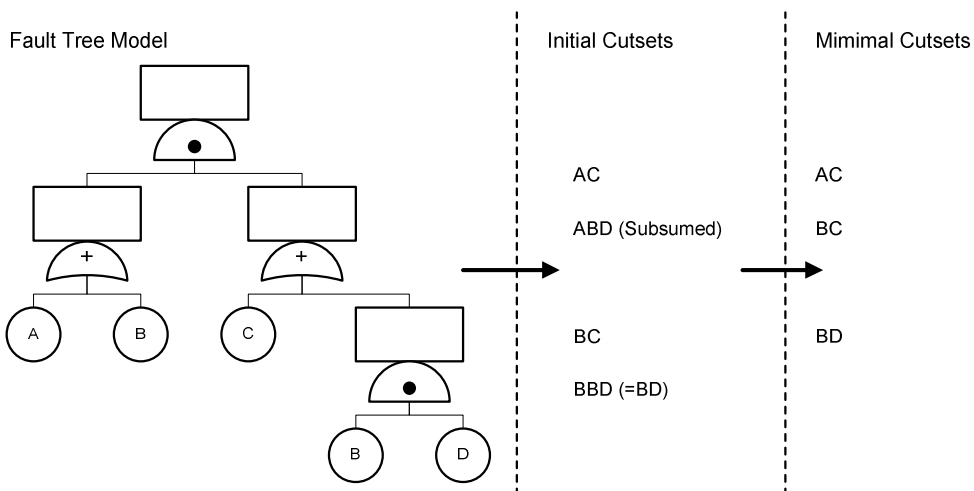 Fault Tree Model
Initial Cutsets
Mimimal Cutsets
+
+
A
B
C
B
D
AC
ABD (Subsumed)
BC
BBD (=BD)
AC
BC
BD